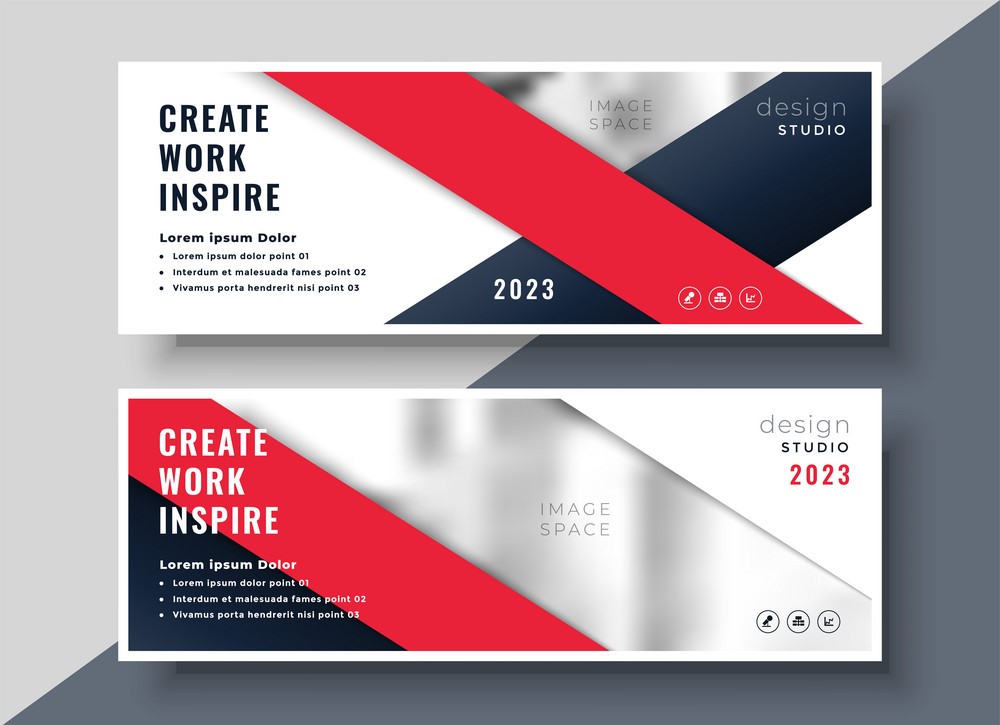 CREATE
WORK
INSPIRE
Lorem ipsum Dolor
• Lorem ipsum dolor point 01
• Interdum et malesuada fames point 02
• Vivamus porta hendrerit nisi point 03
2023
IMAGE
SPACE
design
STUDIO
CREATE
WORK
INSPIRE
Lorem ipsum Dolor
• Lorem ipsum dolor point 01
• Interdum et malesuada fames point 02
• Vivamus porta hendrerit nisi point 03
IMAGE
SPACE
design
STUDIO
2023